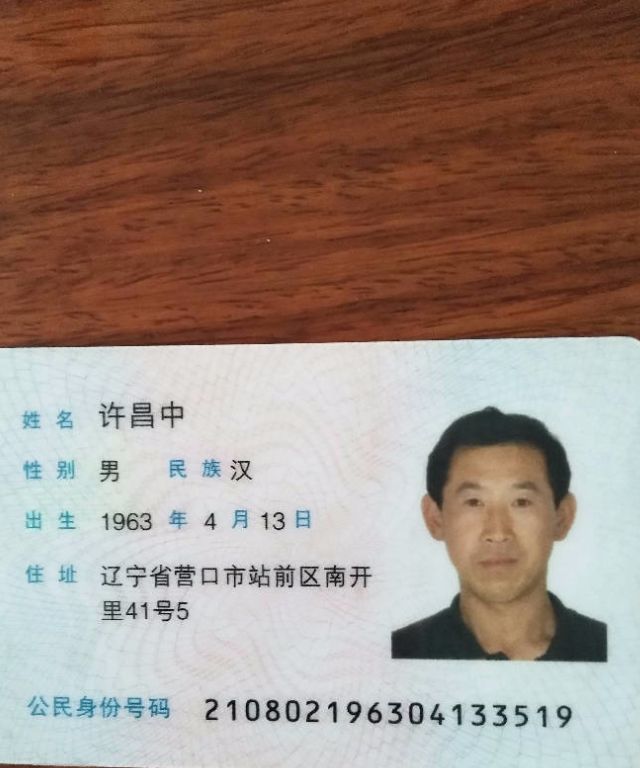 姓名 许昌中
性别 男 民族 汉
出生 1963 年 4 月 13 日
住址 辽宁省营口市站前区南开
里41号5
公民身份号码 210802196304133519